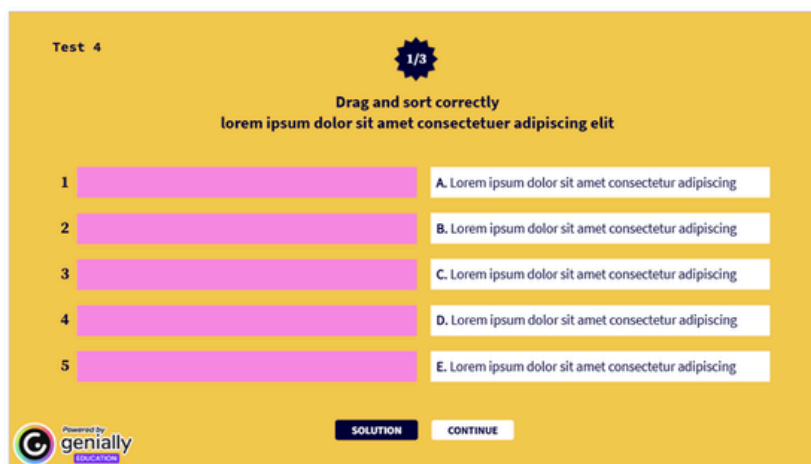 Test 4
1/3
Drag and sort correctly
lorem ipsum dolor sit amet consectetuer adipiscing elit
1
A. Lorem ipsum dolor sit amet consectetur adipiscing
2
B. Lorem ipsum dolor sit amet consectetur adipiscing
3
C. Lorem ipsum dolor sit amet consectetur adipiscing
4
D. Lorem ipsum dolor sit amet consectetur adipiscing
5
E. Lorem ipsum dolor sit amet consectetur adipiscing
SOLUTION
CONTINUE
Powered by
genially
EDUCATION